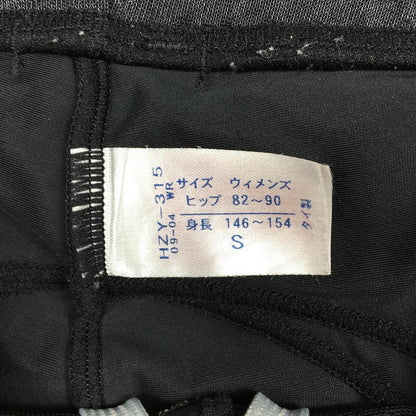 サイズ ウィメンズ
ヒップ 82～90
身長 146～154
S
HZY-315
09-04 WR
タイ製